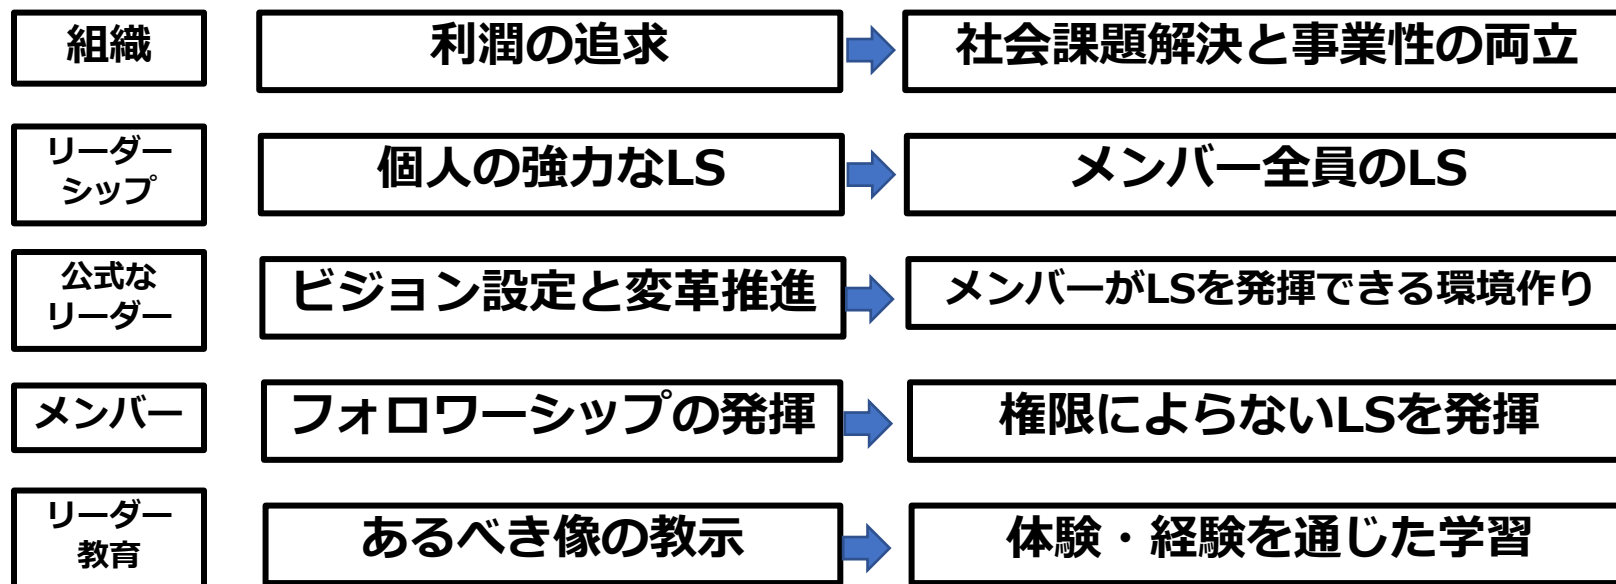 組織
利潤の追求
社会課題解決と事業性の両立
リーダー
シップ
個人の強力なLS
メンバー全員のLS
公式な
リーダー
ビジョン設定と変革推進
メンバーがLSを発揮できる環境作り
メンバー
フォロワーシップの発揮
権限によらないLSを発揮
リーダー
教育
あるべき像の教示
体験・経験を通じた学習